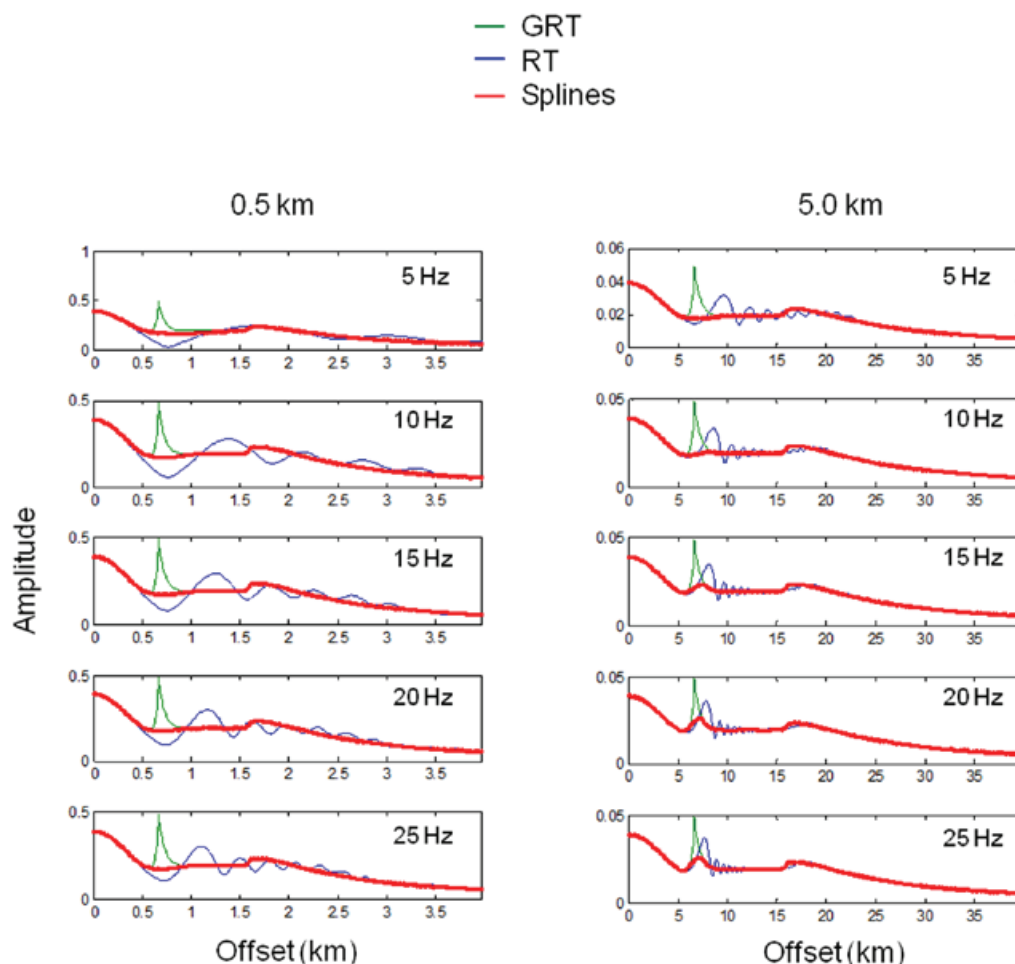 GRT
RT
Splines
0.5 km
5.0 km
1
0.5
0
5 Hz
0 0.5 1 1.5 2 2.5 3 3.5
0.06
0.04
0.02
0
5 Hz
0 5 10 15 20 25 30 35
0.5
0
10 Hz
0 0.5 1 1.5 2 2.5 3 3.5
0.05
0
10 Hz
0 5 10 15 20 25 30 35
Amplitude
0.5
0
15 Hz
0 0.5 1 1.5 2 2.5 3 3.5
0.05
0
15 Hz
0 5 10 15 20 25 30 35
0.5
0
20 Hz
0 0.5 1 1.5 2 2.5 3 3.5
0.05
0
20 Hz
0 5 10 15 20 25 30 35
0.5
0
25 Hz
0 0.5 1 1.5 2 2.5 3 3.5
0.05
0
25 Hz
0 5 10 15 20 25 30 35
Offset (km)
Offset (km)